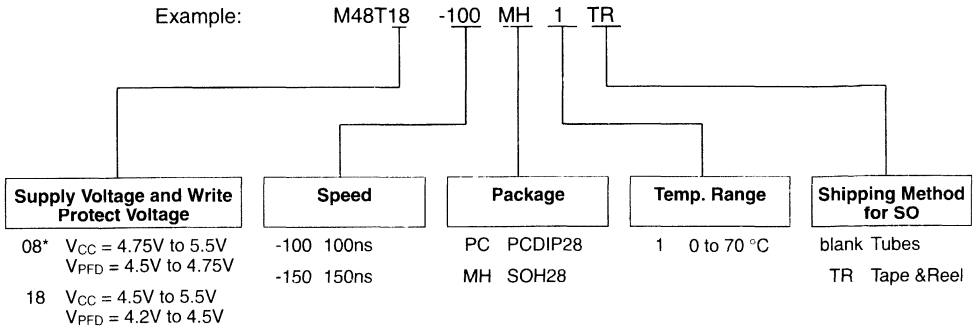 Example: M48T18 -100 MH 1 TR
Supply Voltage and Write
Protect Voltage
08* VCC = 4.75V to 5.5V
VPFD = 4.5V to 4.75V
18 VCC = 4.5V to 5.5V
VPFD = 4.2V to 4.5V
Speed
-100 100ns
-150 150ns
Package
PC PCDIP28
MH SOH28
Temp. Range
1 0 to 70 °C
Shipping Method
for SO
blank Tubes
TR Tape &Reel